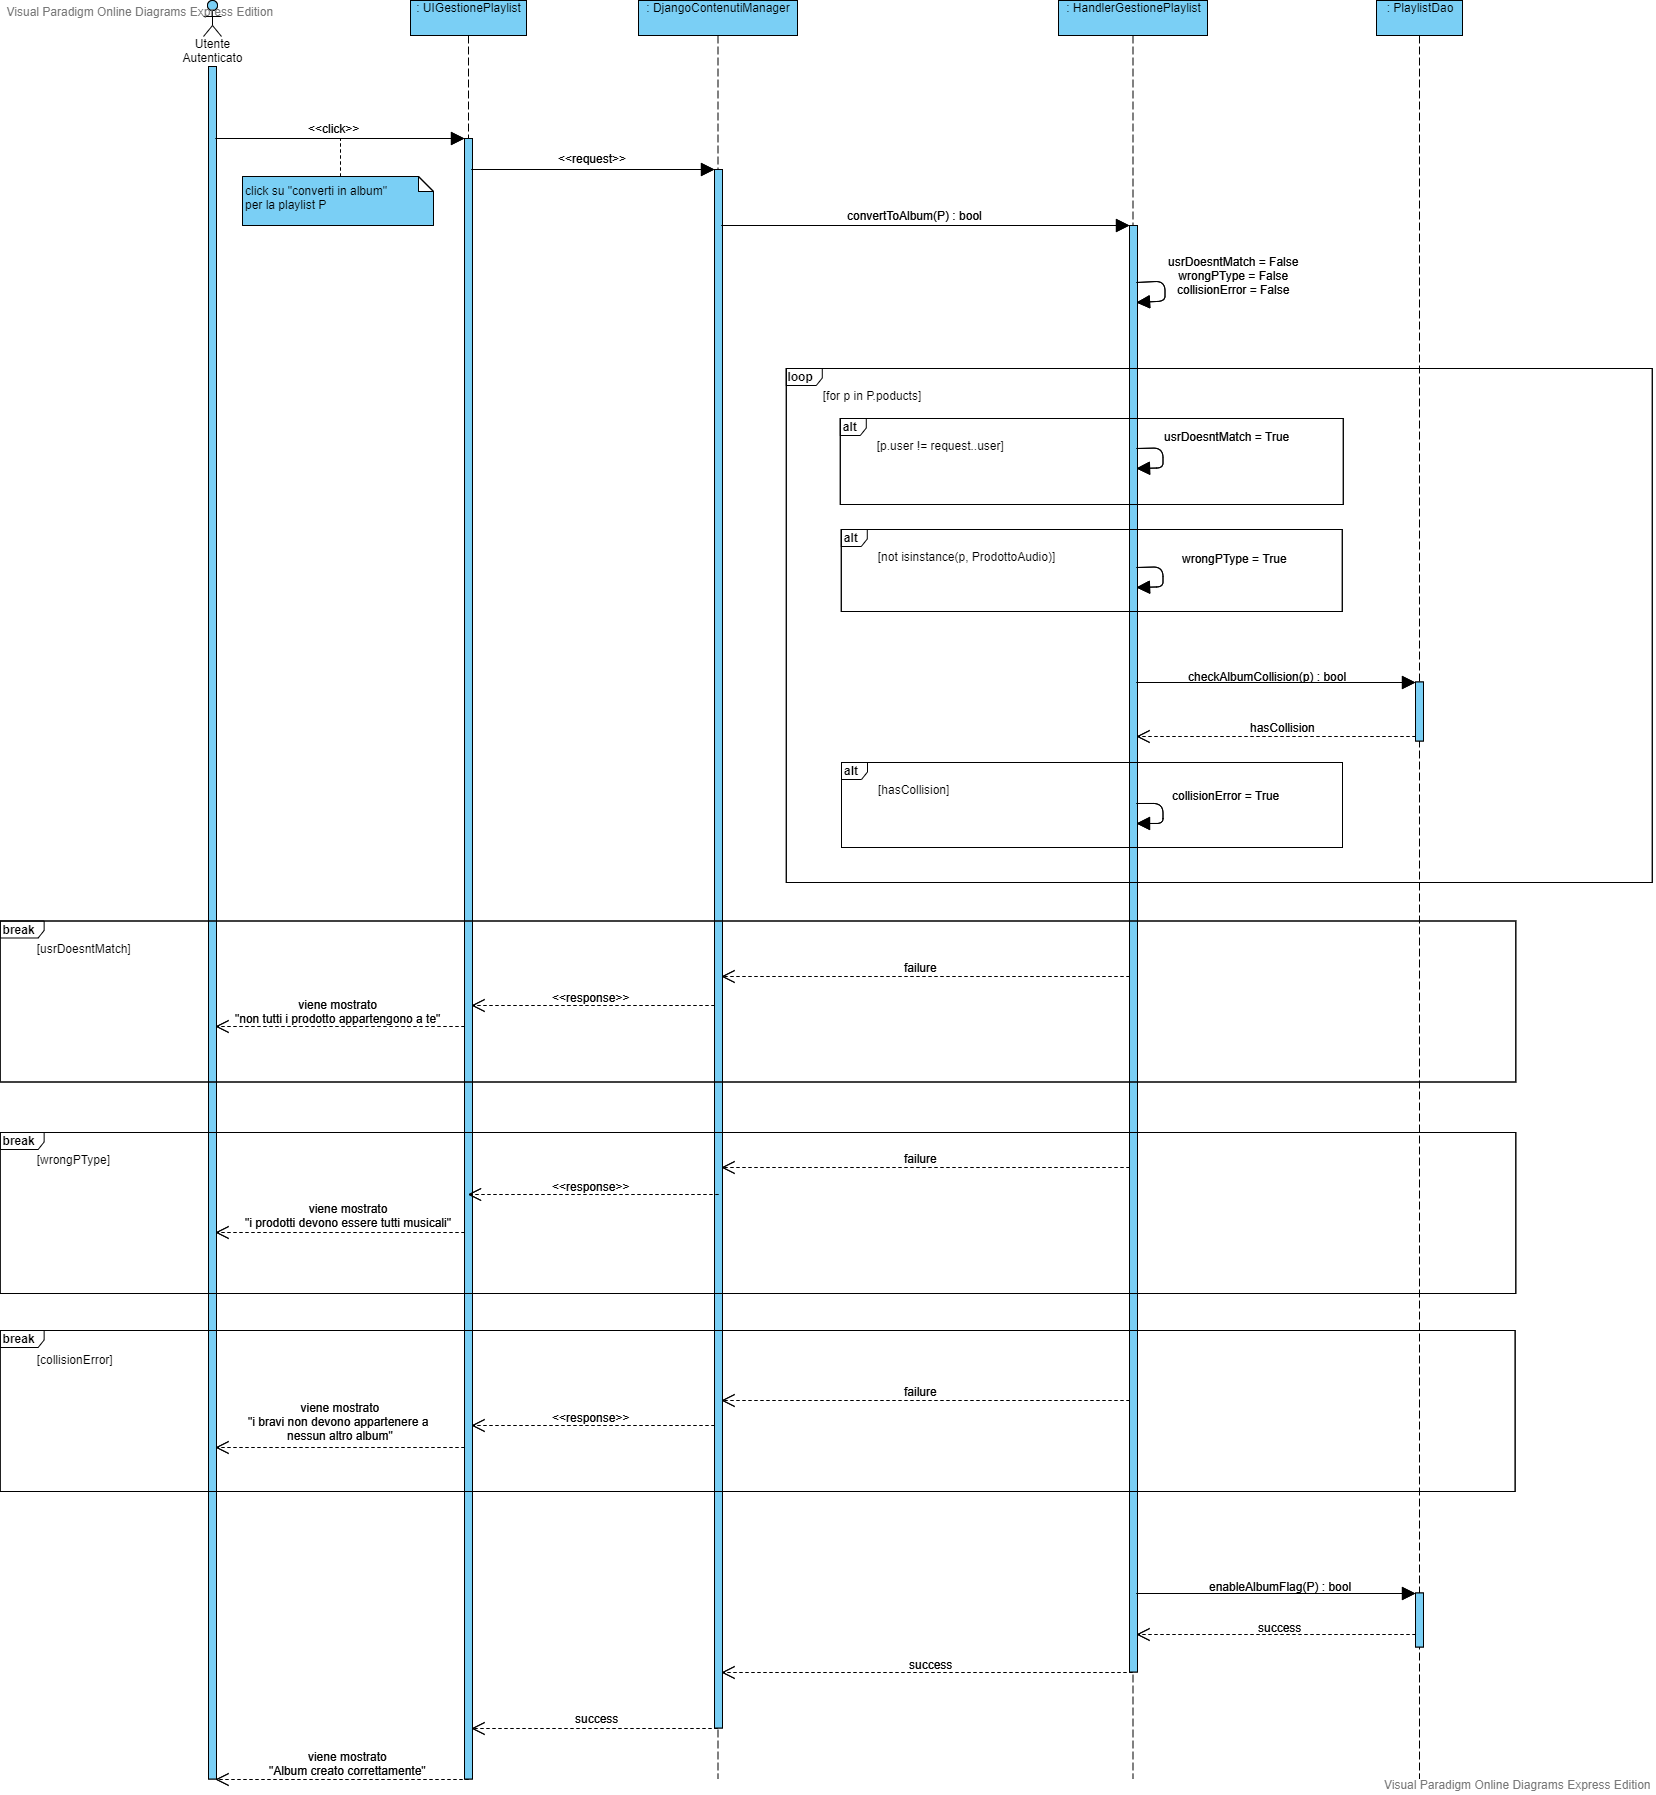 Visual Paradigm Online Diagrams Express Edition
Utente
Autenticato
: UIGestionePlaylist
: DjangoContenutiManager
: HandlerGestionePlaylist
: PlaylistDao
<<click>>
click su "converti in album"
per la playlist P
<<request>>
convertToAlbum(P) : bool
usrDoesntMatch = False
wrongPType = False
collisionError = False
loop
[for p in P.poducts]
alt
[p.user != request..user]
usrDoesntMatch = True
alt
[not isinstance(p, ProdottoAudio)]
wrongPType = True
checkAlbumCollision(p) : bool
hasCollision
alt
[hasCollision]
collisionError = True
break
[usrDoesntMatch]
failure
<<response>>
viene mostrato
"non tutti i prodotto appartengono a te"
break
[wrongPType]
failure
<<response>>
viene mostrato
"i prodotti devono essere tutti musicali"
break
[collisionError]
failure
<<response>>
viene mostrato
"i bravi non devono appartenere a
nessun altro album"
enableAlbumFlag(P) : bool
success
success
success
viene mostrato
"Album creato correttamente"
Visual Paradigm Online Diagrams Express Edition